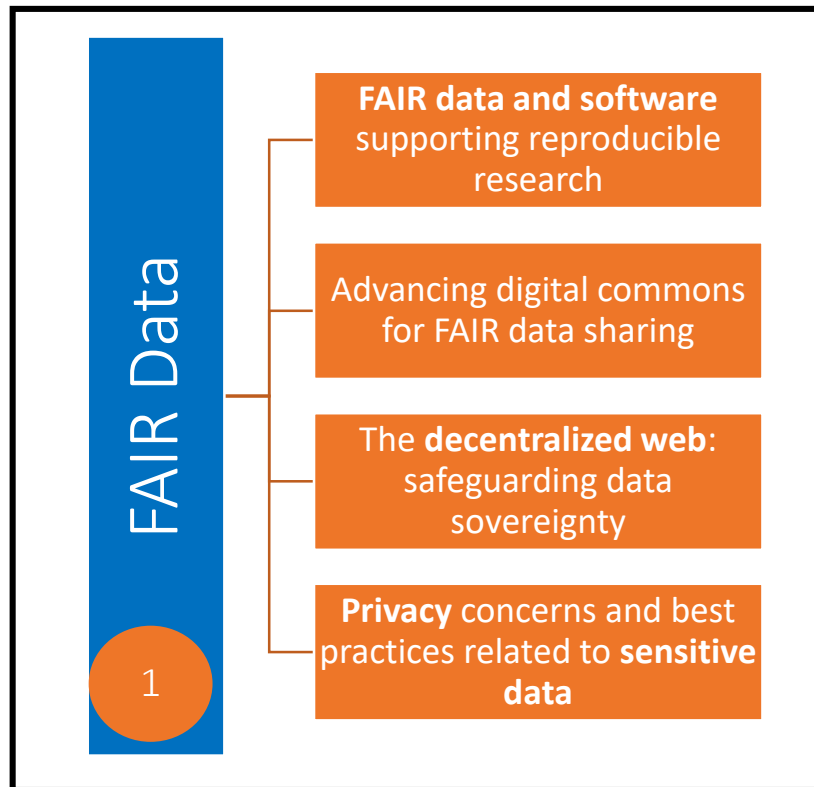 FAIR Data
1
FAIR data and software
supporting reproducible
research
Advancing digital commons
for FAIR data sharing
The decentralized web:
safeguarding data
sovereignty
Privacy concerns and best
practices related to sensitive
data